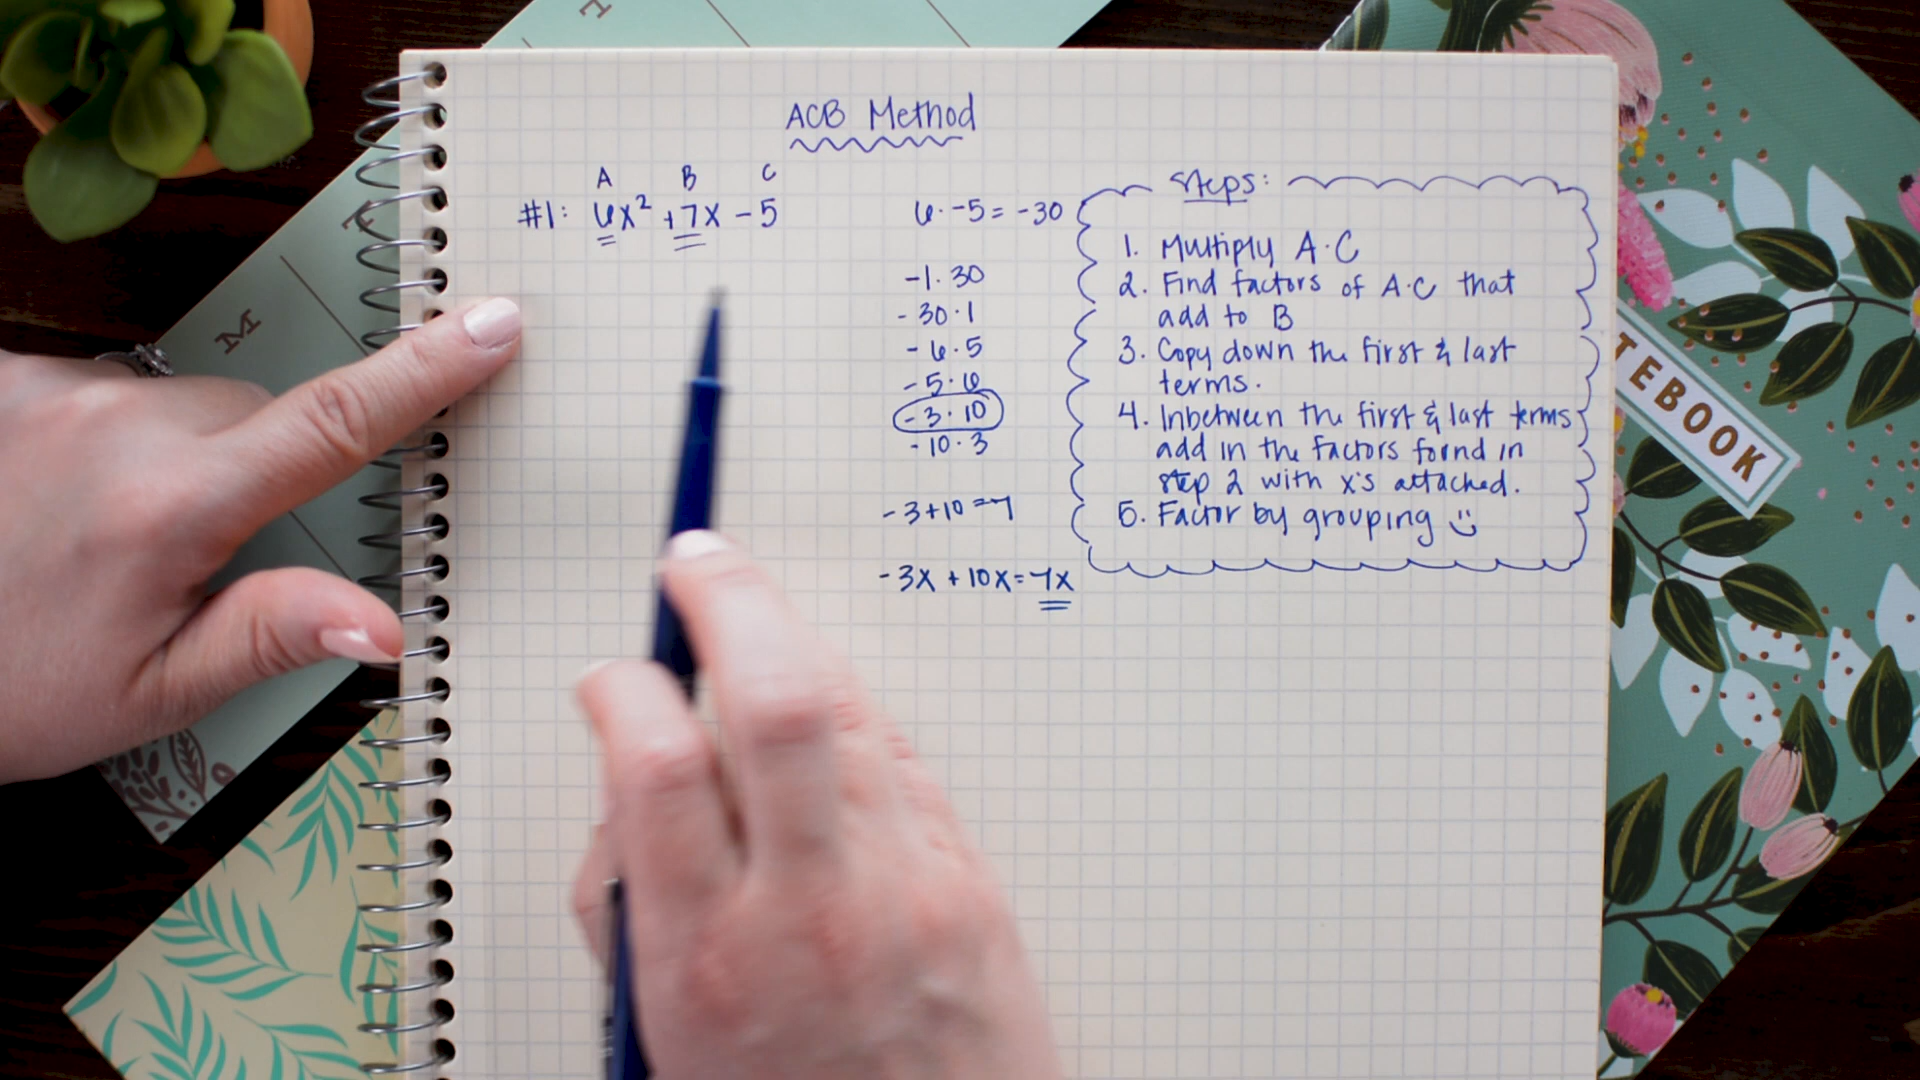 ACB Method
A B C
#1: 6x² +7x - 5
6 · -5 = -30
-1 · 30
-30 · 1
-6 · 5
-5 · 6
-3 · 10
-10 · 3
-3+10=7
-3x +10x=7x
Steps:
1. Multiply A·C
2. Find factors of A·C that
add to B
3. Copy down the first & last
terms.
4. Inbetween the first & last terms
add in the factors found in
step 2 with x's attached.
5. Factor by grouping
TEBOOK
M
T